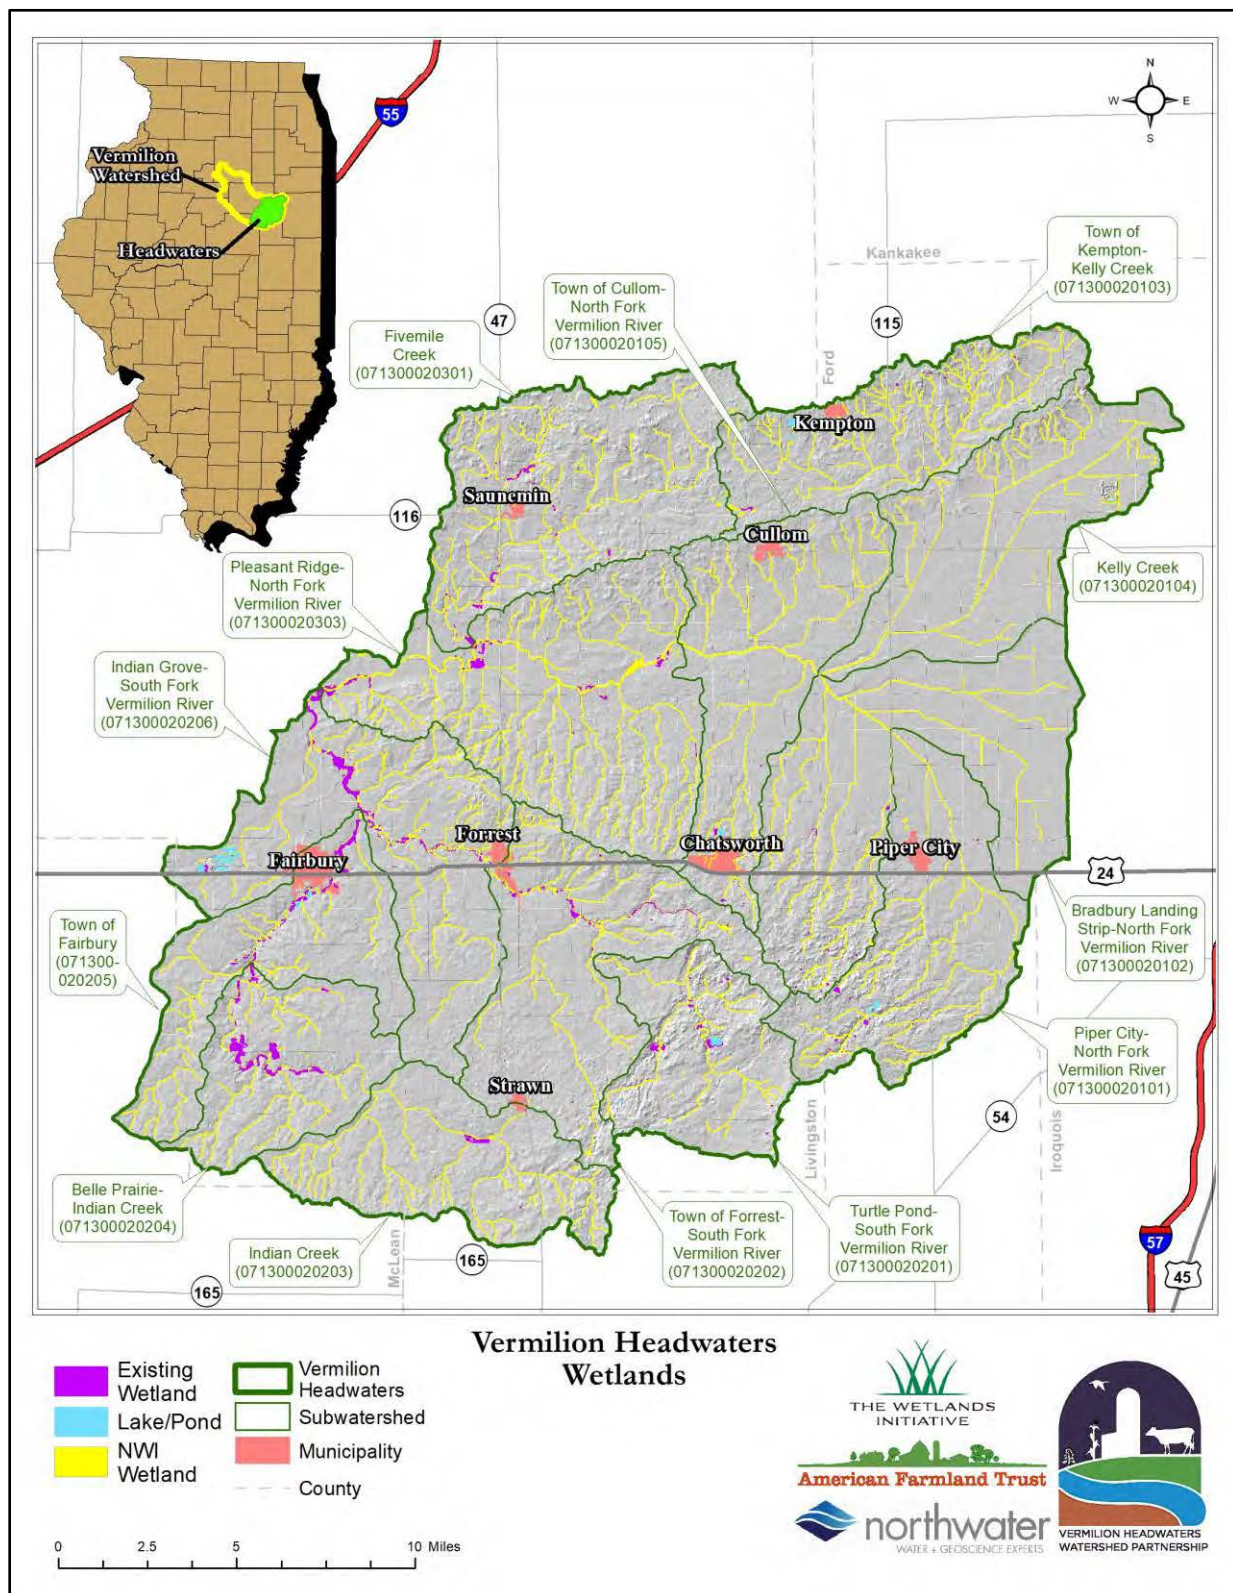 N
W
E
S
55
Vermilion
Watershed
Headwaters
Kankakee
Town of
Kempton-
Kelly Creek
(071300020103)
Town of Cullom-
North Fork
Vermilion River
(071300020105)
47
115
Fivemile
Creek
(071300020301)
Ford
Kempton
Saunemin
116
Cullom
Pleasant Ridge-
North Fork
Vermilion River
(071300020303)
Kelly Creek
(071300020104)
Indian Grove-
South Fork
Vermilion River
(071300020206)
Forrest
Chatsworth
Piper City
Fairbury
24
Town of
Fairbury
(071300-
020205)
Bradbury Landing
Strip-North Fork
Vermilion River
(071300020102)
Piper City-
North Fork
Vermilion River
(071300020101)
Strawn
54
Livingston
Iroquois
Belle Prairie-
Indian Creek
(071300020204)
Indian Creek
(071300020203)
McLean
165
165
Town of Forrest-
South Fork
Vermilion River
(071300020202)
Turtle Pond-
South Fork
Vermilion River
(071300020201)
57
45
Vermilion Headwaters
Wetlands
Existing
Wetland
Lake/Pond
NWI
Wetland
Vermilion
Headwaters
Subwatershed
Municipality
County
0 2.5 5 10 Miles
THE WETLANDS
INITIATIVE
American Farmland Trust
northwater
WATER + GEOSCIENCE EXPERTS
VERMILION HEADWATERS
WATERSHED PARTNERSHIP